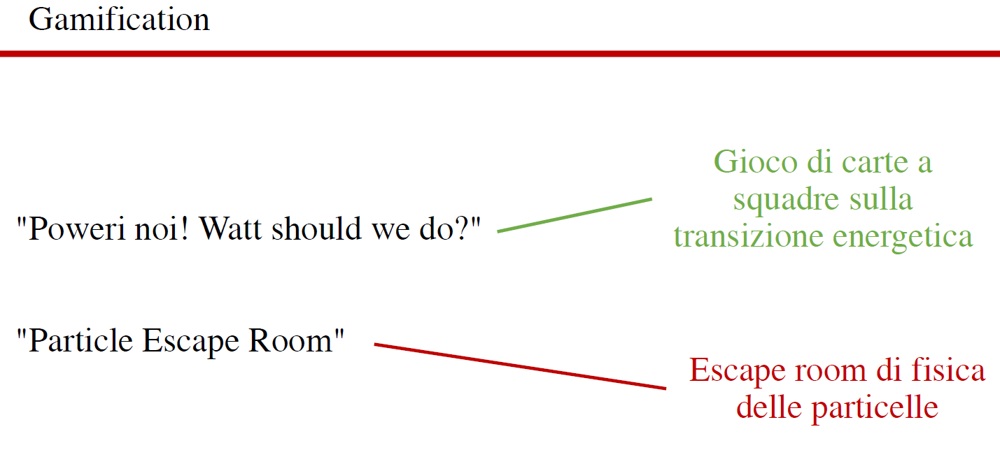 Gamification
"Poweri noi! Watt should we do?"
Gioco di carte a
squadre sulla
transizione energetica
"Particle Escape Room"
Escape room di fisica
delle particelle